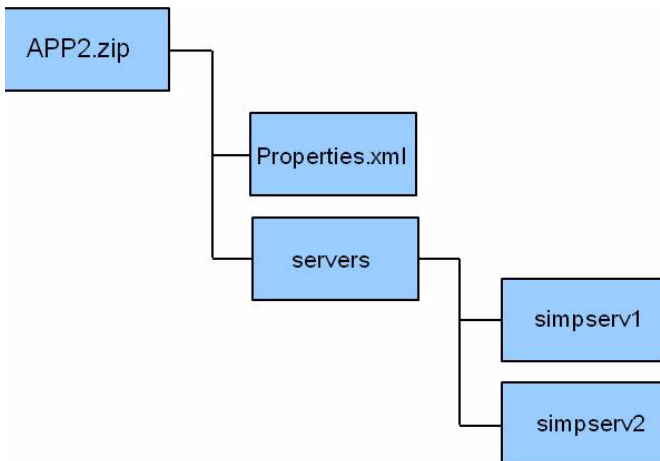 APP2.zip
Properties.xml
servers
simpserv1
simpserv2